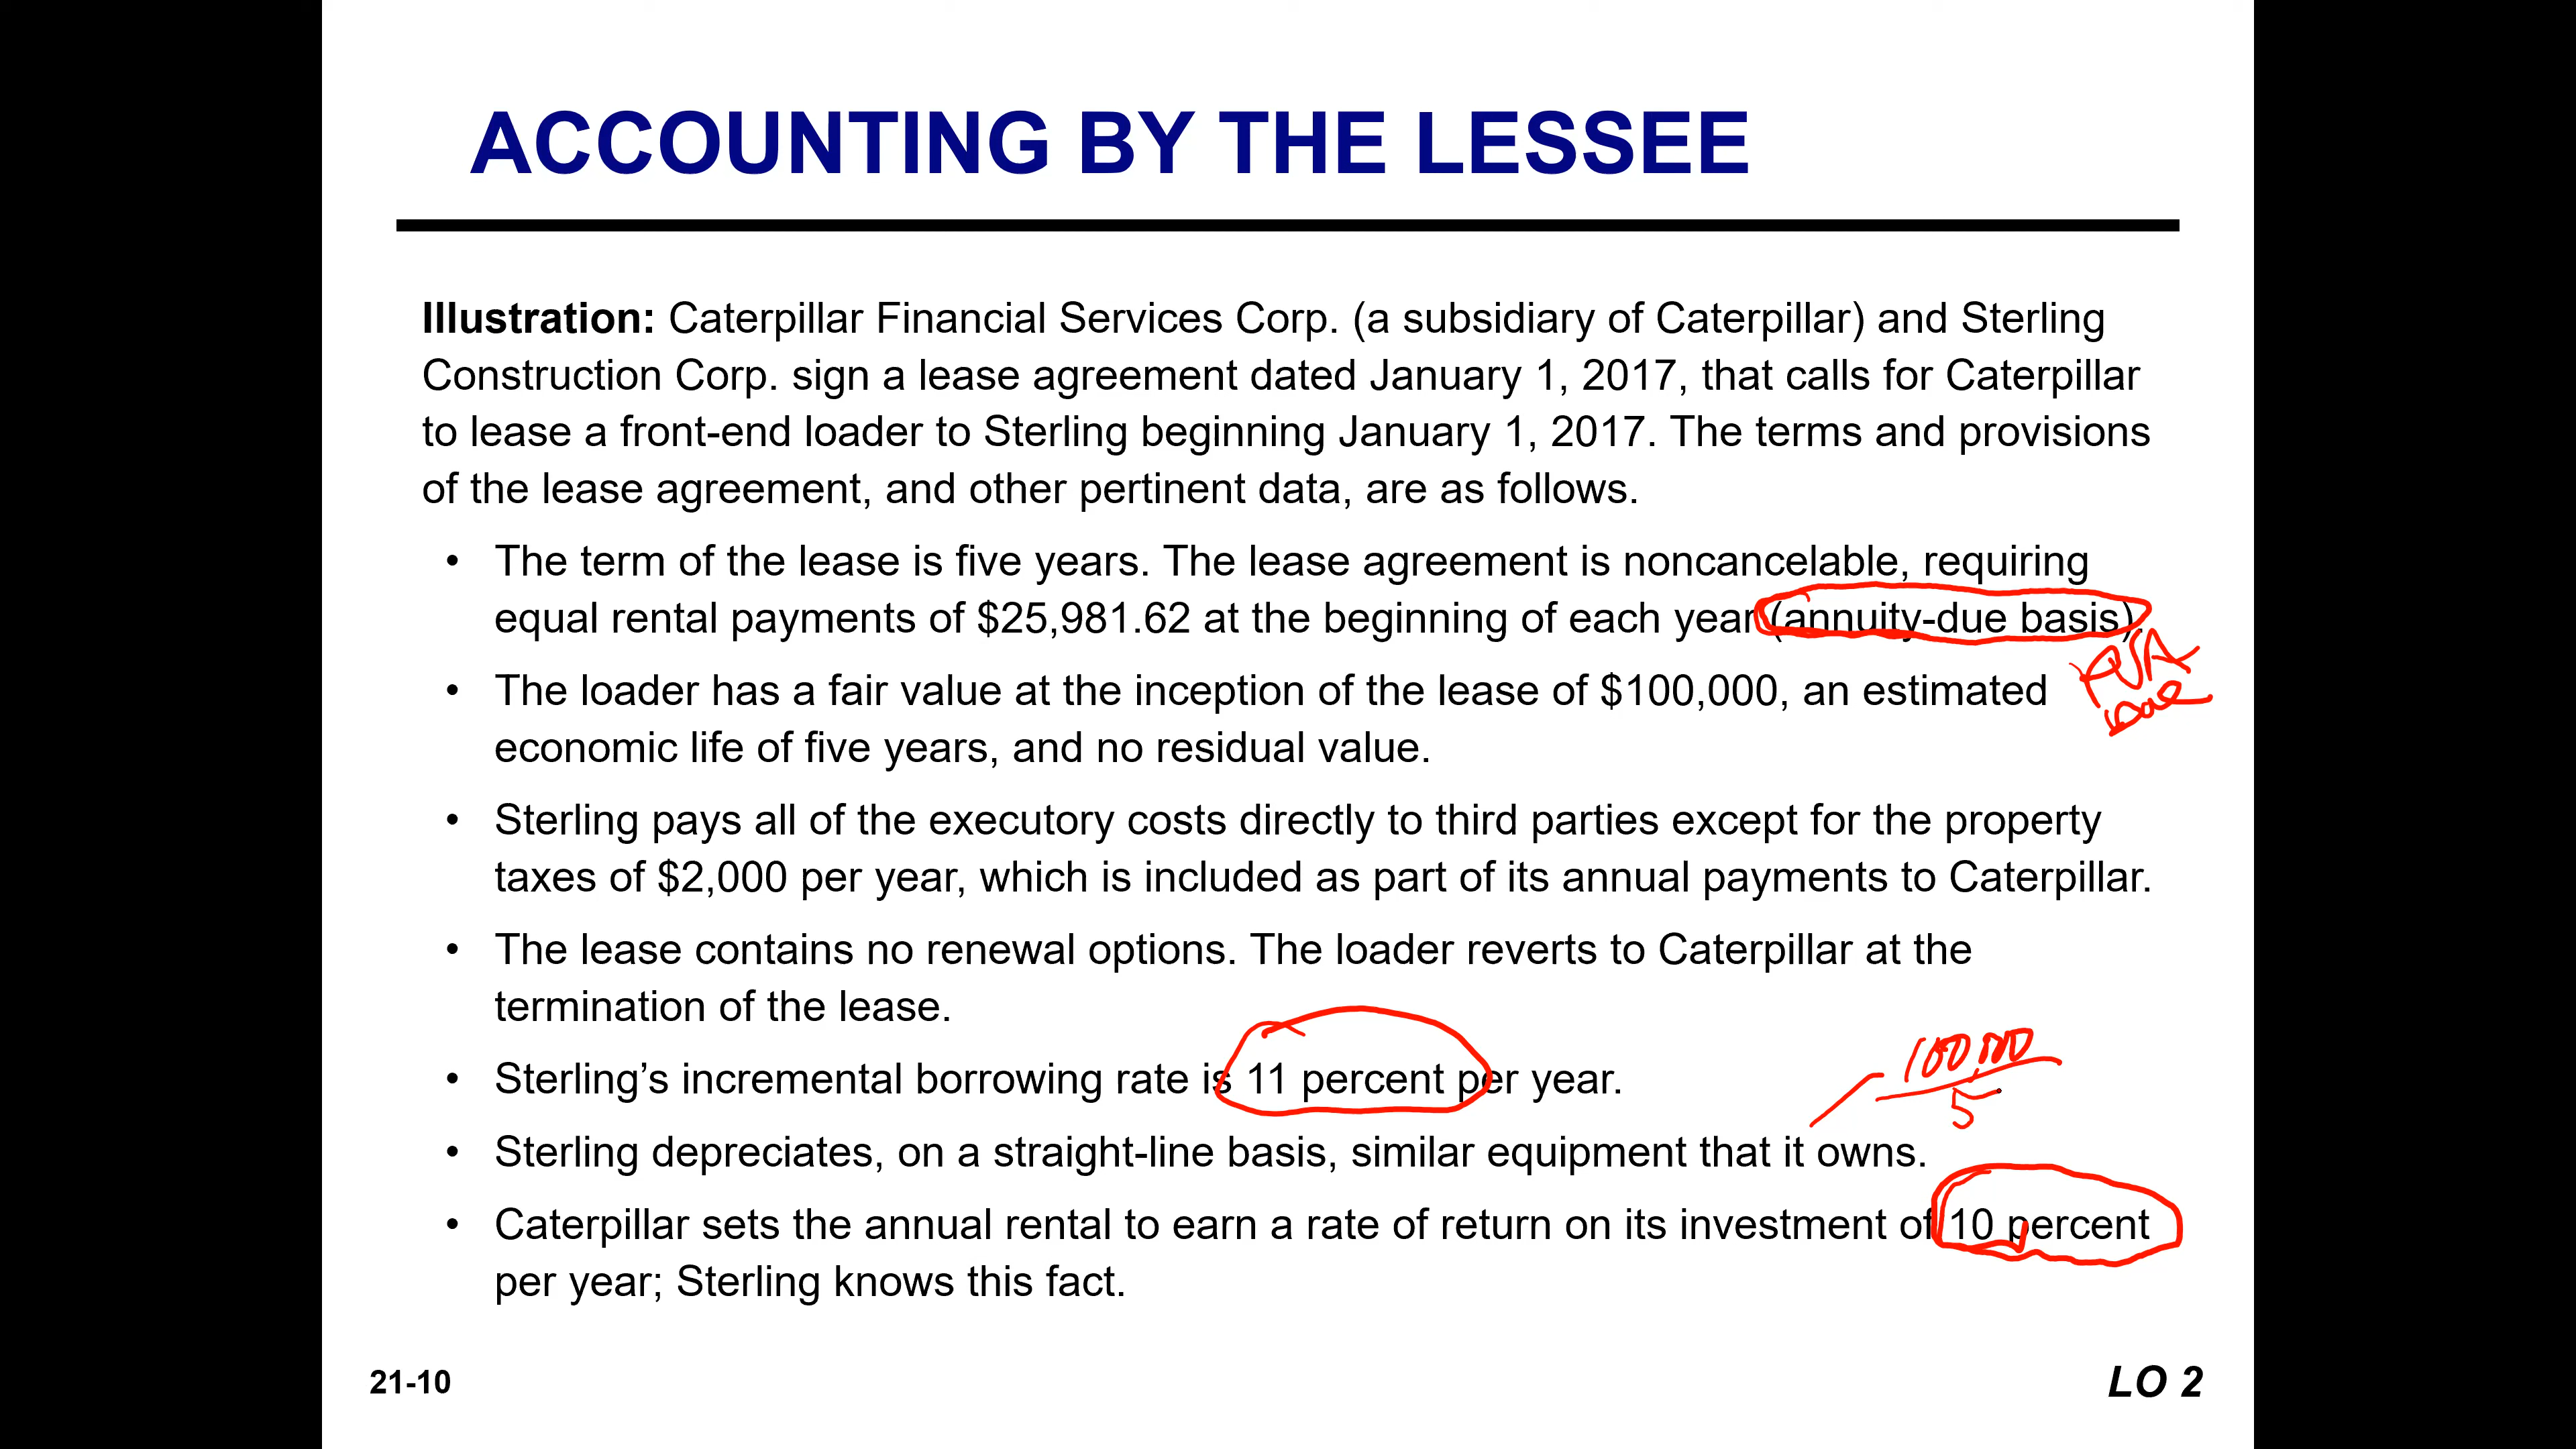 ACCOUNTING BY THE LESSEE
Illustration: Caterpillar Financial Services Corp. (a subsidiary of Caterpillar) and Sterling
Construction Corp. sign a lease agreement dated January 1, 2017, that calls for Caterpillar
to lease a front-end loader to Sterling beginning January 1, 2017. The terms and provisions
of the lease agreement, and other pertinent data, are as follows.
• The term of the lease is five years. The lease agreement is noncancelable, requiring
equal rental payments of $25,981.62 at the beginning of each year (annuity-due basis).
• The loader has a fair value at the inception of the lease of $100,000, an estimated
economic life of five years, and no residual value.
Due
• Sterling pays all of the executory costs directly to third parties except for the property
taxes of $2,000 per year, which is included as part of its annual payments to Caterpillar.
• The lease contains no renewal options. The loader reverts to Caterpillar at the
termination of the lease.
100,000
5
• Sterling’s incremental borrowing rate is 11 percent per year.
• Sterling depreciates, on a straight-line basis, similar equipment that it owns.
• Caterpillar sets the annual rental to earn a rate of return on its investment of 10 percent
per year; Sterling knows this fact.
21-10
LO 2